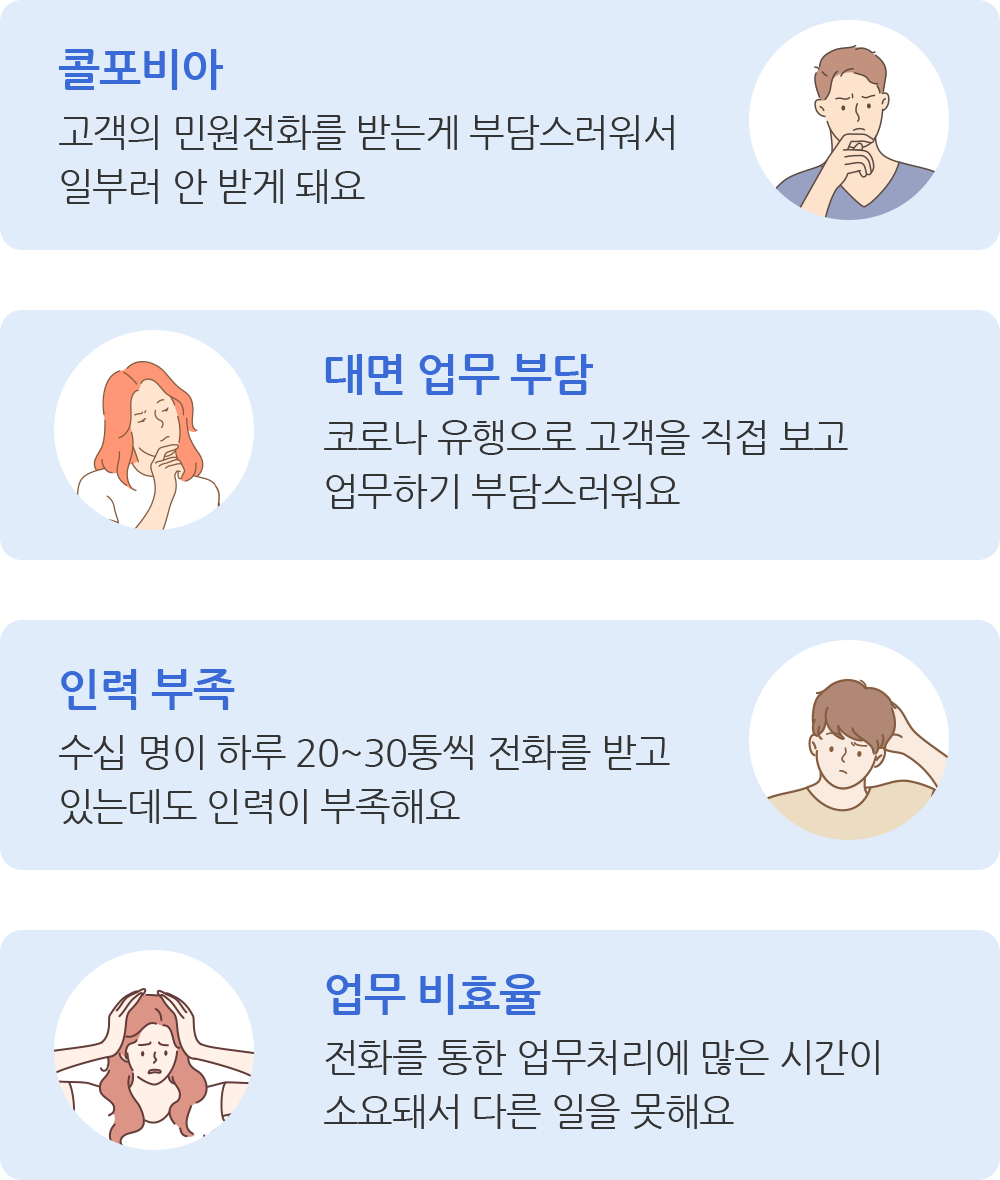 콜포비아
고객의 민원전화를 받는게 부담스러워서
일부러 안 받게 돼요
대면 업무 부담
코로나 유행으로 고객을 직접 보고
업무하기 부담스러워요
인력 부족
수십 명이 하루 20~30통씩 전화를 받고
있는데도 인력이 부족해요
업무 비효율
전화를 통한 업무처리에 많은 시간이
소요돼서 다른 일을 못해요